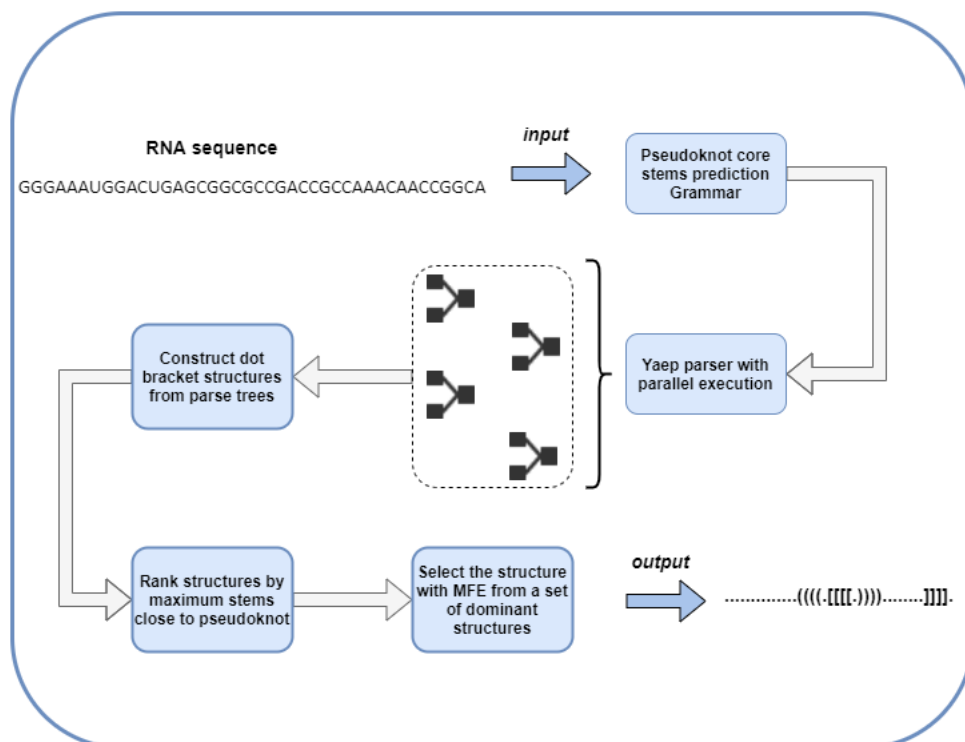 input
RNA sequence
GGGAAAUGGACUGAGCGGCGCCGACCGCCAAACAACCGGCA
Pseudoknot core
stems prediction
Grammar
Yaep parser with
parallel execution
Construct dot
bracket structures
from parse trees
Rank structures by
maximum stems
close to pseudoknot
Select the structure
with MFE from a set
of dominant
structures
output
.............((((.[[[[.))))........]]]].